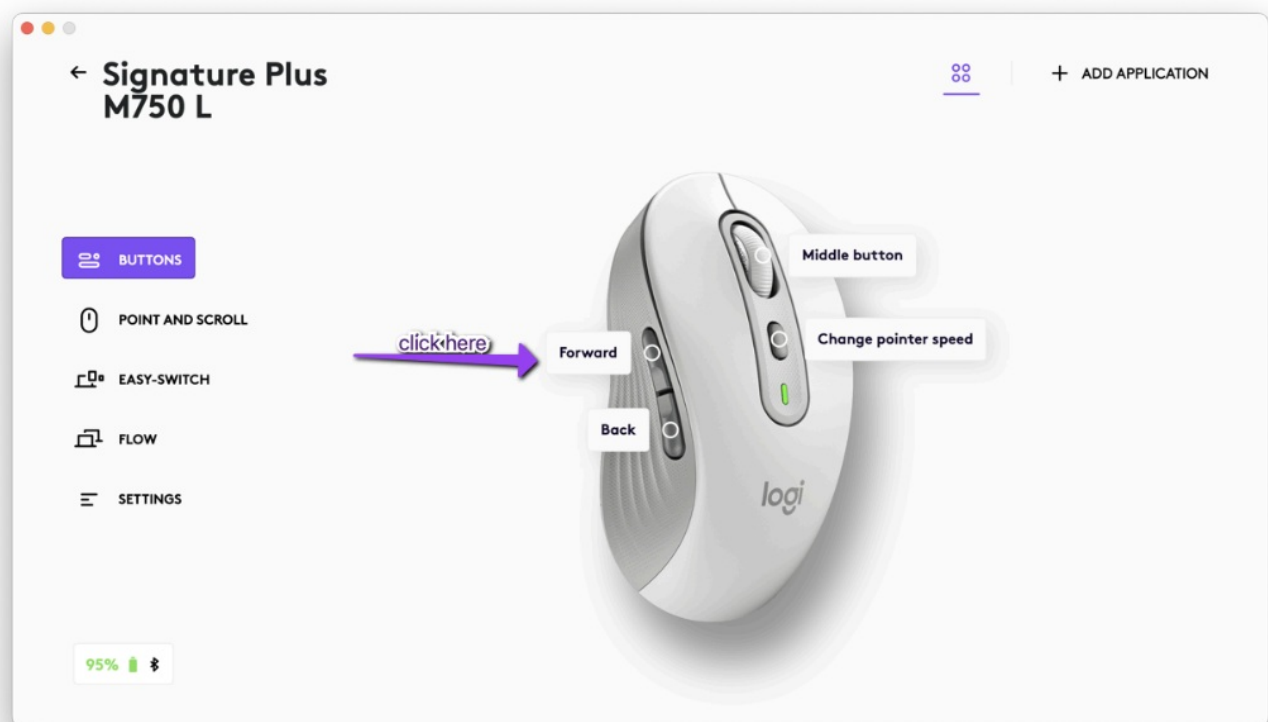 Signature Plus
M750 L
ADD APPLICATION
BUTTONS
POINT AND SCROLL
EASY-SWITCH
FLOW
SETTINGS
click here
Middle button
Change pointer speed
Forward
Back
logi
95%